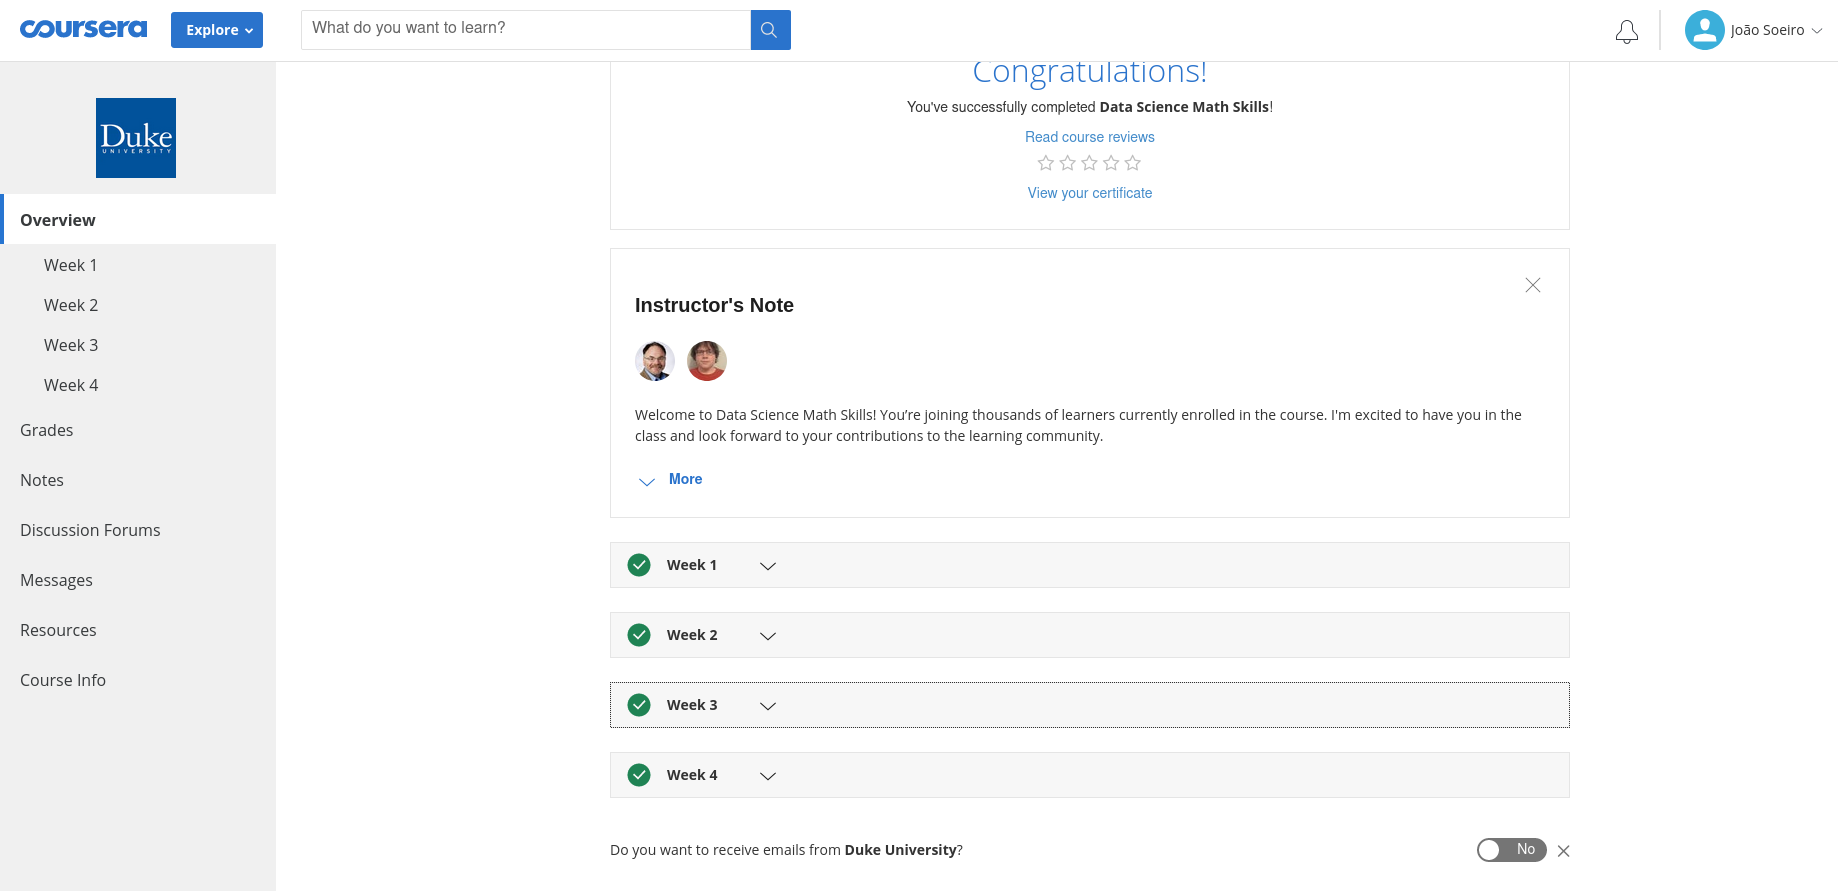 coursera
Explore
What do you want to learn?
João Soeiro
Duke
UNIVERSITY
Overview
Week 1
Week 2
Week 3
Week 4
Grades
Notes
Discussion Forums
Messages
Resources
Course Info
Congratulations!
You've successfully completed Data Science Math Skills!
Read course reviews
View your certificate
Instructor's Note
Welcome to Data Science Math Skills! You’re joining thousands of learners currently enrolled in the course. I'm excited to have you in the
class and look forward to your contributions to the learning community.
More
Week 1
Week 2
Week 3
Week 4
Do you want to receive emails from Duke University?
No